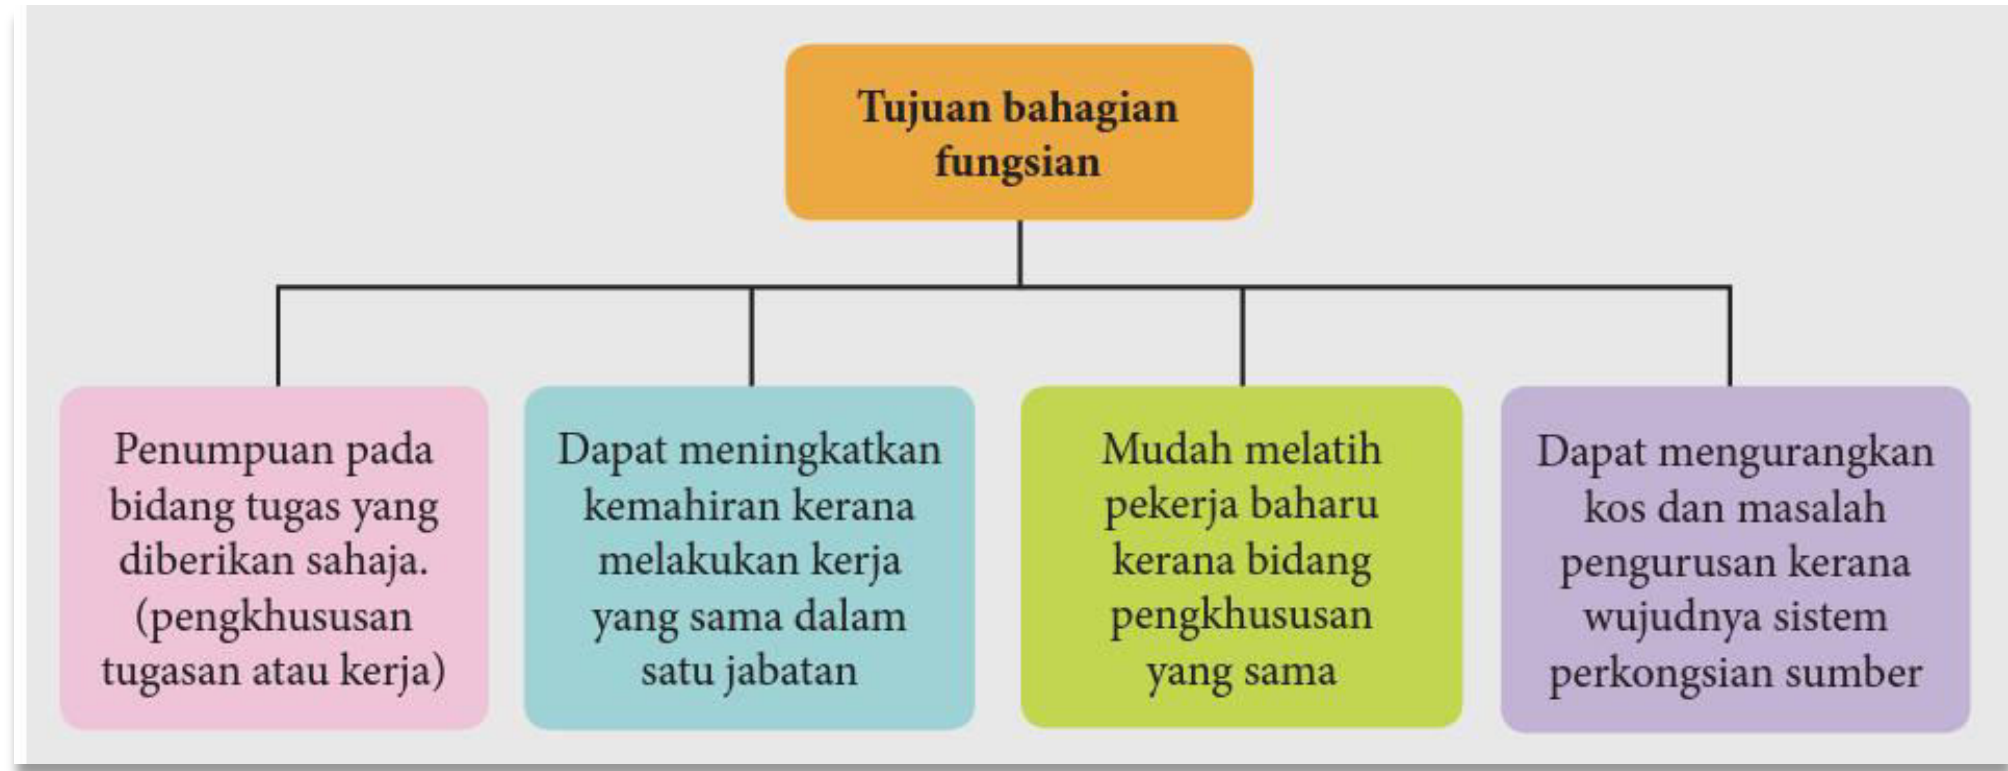 Tujuan bahagian
fungsian
Penumpuan pada
bidang tugas yang
diberikan sahaja.
(pengkhususan
tugasan atau kerja)
Dapat meningkatkan
kemahiran kerana
melakukan kerja
yang sama dalam
satu jabatan
Mudah melatih
pekerja baharu
kerana bidang
pengkhususan
yang sama
Dapat mengurangkan
kos dan masalah
pengurusan kerana
wujudnya sistem
perkongsian sumber